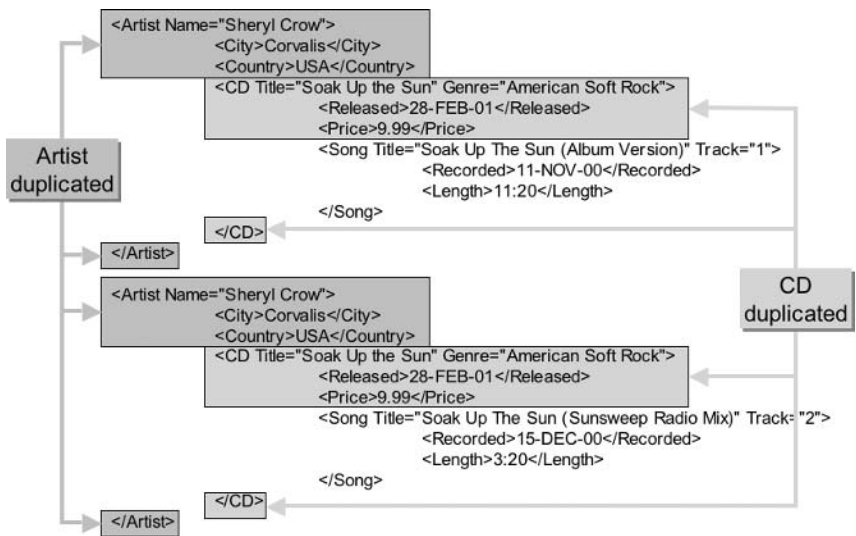 <Artist Name="Sheryl Crow">
<City>Corvalis</City>
<Country>USA</Country>
<CD Title="Soak Up the Sun" Genre="American Soft Rock">
<Released>28-FEB-01</Released>
<Price>9.99</Price>
<Song Title="Soak Up The Sun (Album Version)" Track="1">
<Recorded>11-NOV-00</Recorded>
<Length>11:20</Length>
</Song>
</CD>
</Artist>
Artist
duplicated
<Artist Name="Sheryl Crow">
<City>Corvalis</City>
<Country>USA</Country>
<CD Title="Soak Up the Sun" Genre="American Soft Rock">
<Released>28-FEB-01</Released>
<Price>9.99</Price>
<Song Title="Soak Up The Sun (Sunsweep Radio Mix)" Track="2">
<Recorded>15-DEC-00</Recorded>
<Length>3:20</Length>
</Song>
</CD>
</Artist>
CD
duplicated